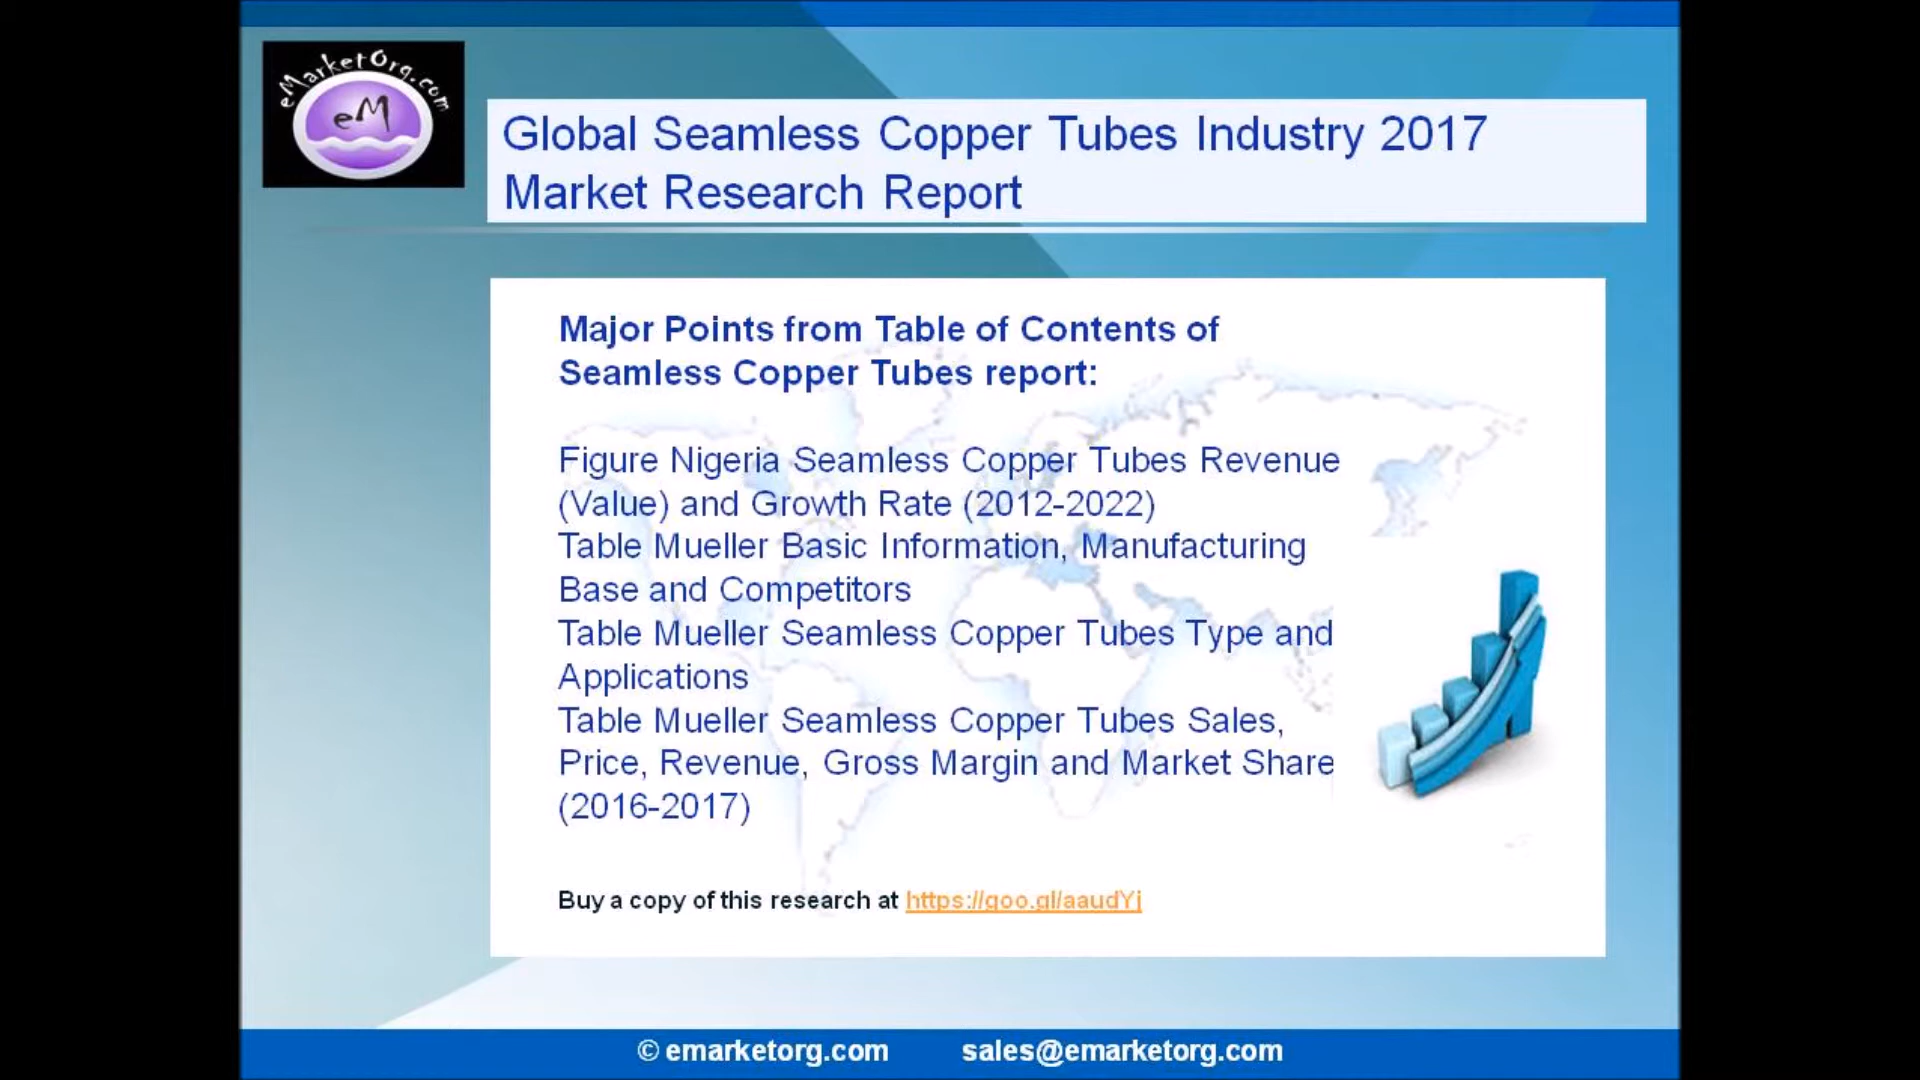 eMarketOrg.com
eM
Global Seamless Copper Tubes Industry 2017
Market Research Report
Major Points from Table of Contents of
Seamless Copper Tubes report:
Figure Nigeria Seamless Copper Tubes Revenue
(Value) and Growth Rate (2012-2022)
Table Mueller Basic Information, Manufacturing
Base and Competitors
Table Mueller Seamless Copper Tubes Type and
Applications
Table Mueller Seamless Copper Tubes Sales,
Price, Revenue, Gross Margin and Market Share
(2016-2017)
Buy a copy of this research at https://goo.gl/aaudYj
© emarketorg.com sales@emarketorg.com